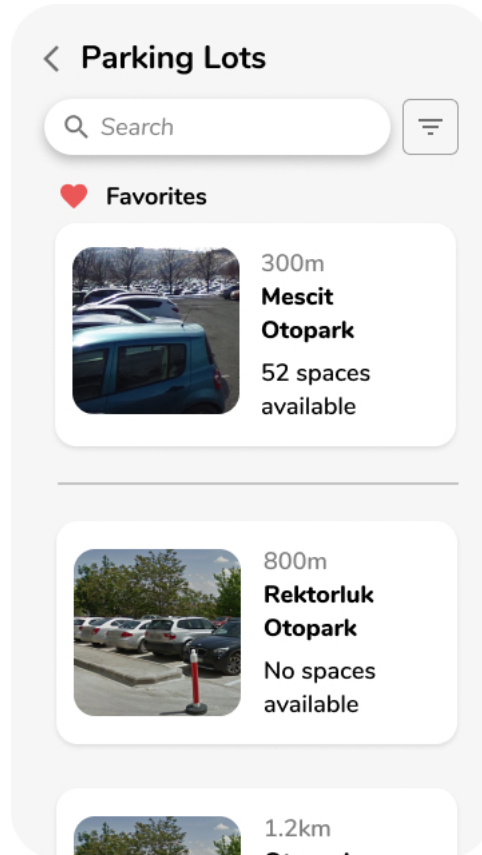 Parking Lots
Search
Favorites
300m
Mescit
Otopark
52 spaces
available
800m
Rektorluk
Otopark
No spaces
available
1.2km